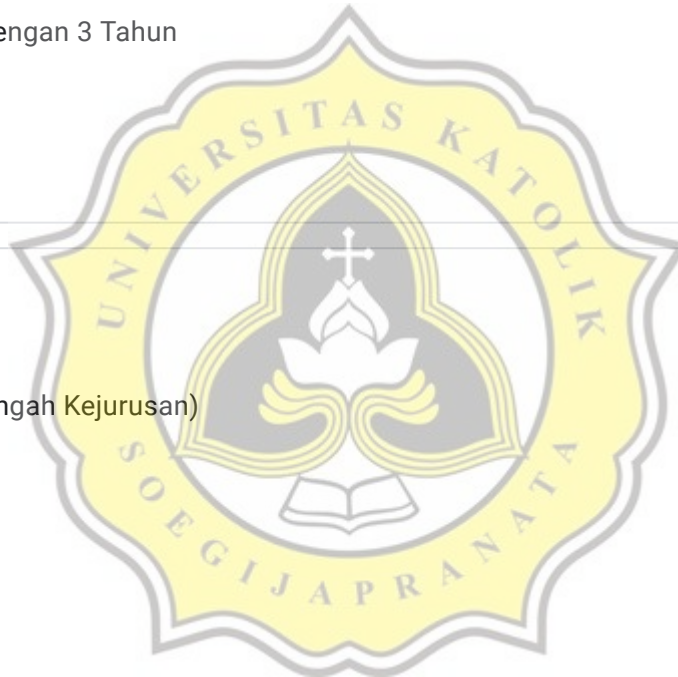 engan 3 Tahun
UNIVERSITAS KATOLIK
ngah Kejurusan)
SOEGIJAPRANATA